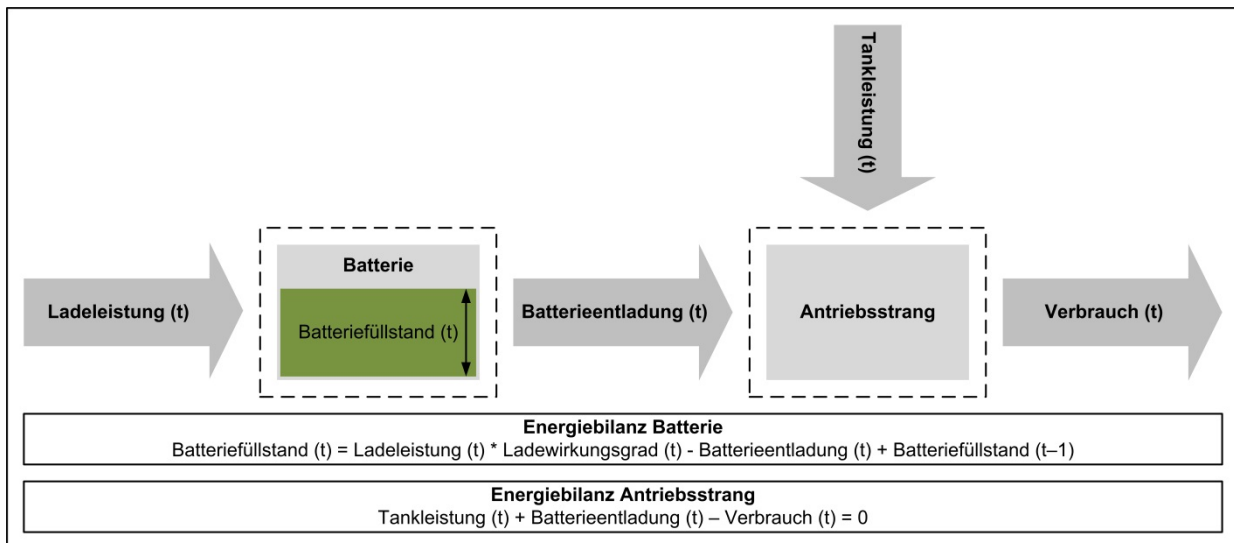 Tankleistung (t)
Ladeleistung (t)
Batterie
Batteriefüllstand (t)
Batterieentladung (t)
Antriebsstrang
Verbrauch (t)
Energiebilanz Batterie
Batteriefüllstand (t) = Ladeleistung (t) * Ladewirkungsgrad (t) - Batterieentladung (t) + Batteriefüllstand (t–1)
Energiebilanz Antriebsstrang
Tankleistung (t) + Batterieentladung (t) – Verbrauch (t) = 0